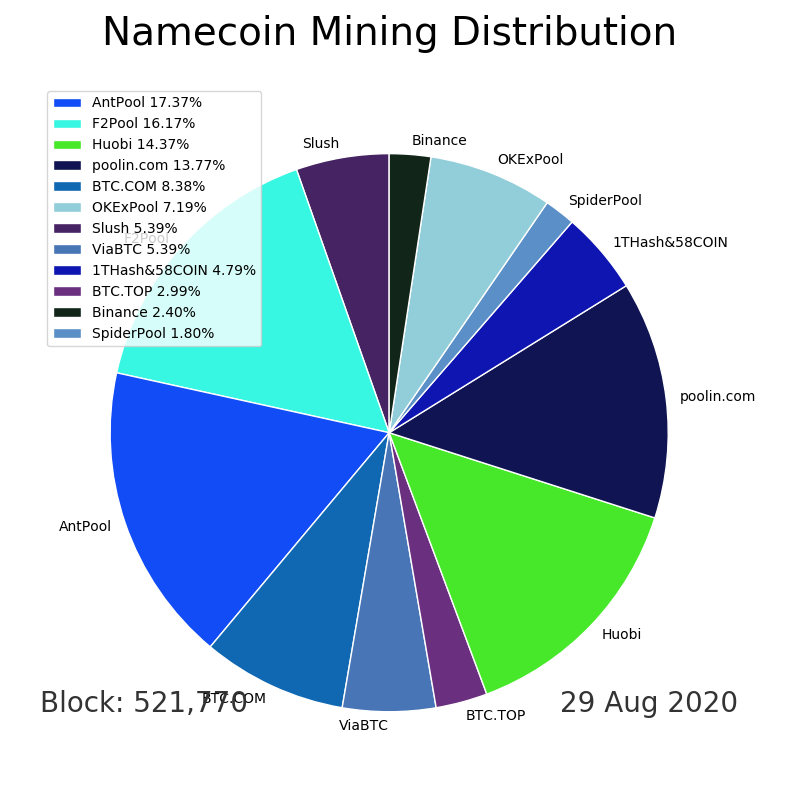 Namecoin Mining Distribution
AntPool 17.37%
F2Pool 16.17%
Huobi 14.37%
poolin.com 13.77%
BTC.COM 8.38%
OKExPool 7.19%
Slush 5.39%
ViaBTC 5.39%
1THash&58COIN 4.79%
BTC.TOP 2.99%
Binance 2.40%
SpiderPool 1.80%
Binance
Slush
OKExPool
SpiderPool
F2Pool
1THash&58COIN
poolin.com
AntPool
Huobi
BTC.COM
BTC.TOP
ViaBTC
Block: 521,770
29 Aug 2020